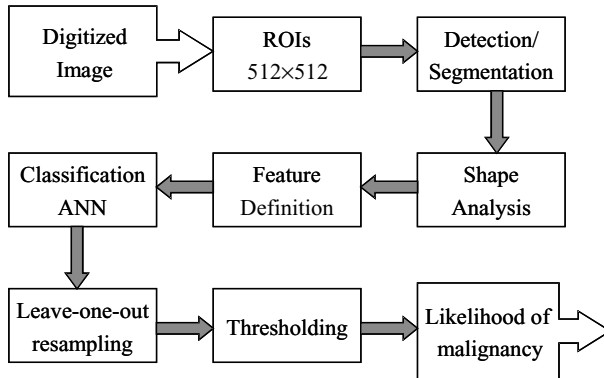 Digitized
Image
ROIs
512×512
Detection/
Segmentation
Classification
ANN
Feature
Definition
Shape
Analysis
Leave-one-out
resampling
Thresholding
Likelihood of
malignancy